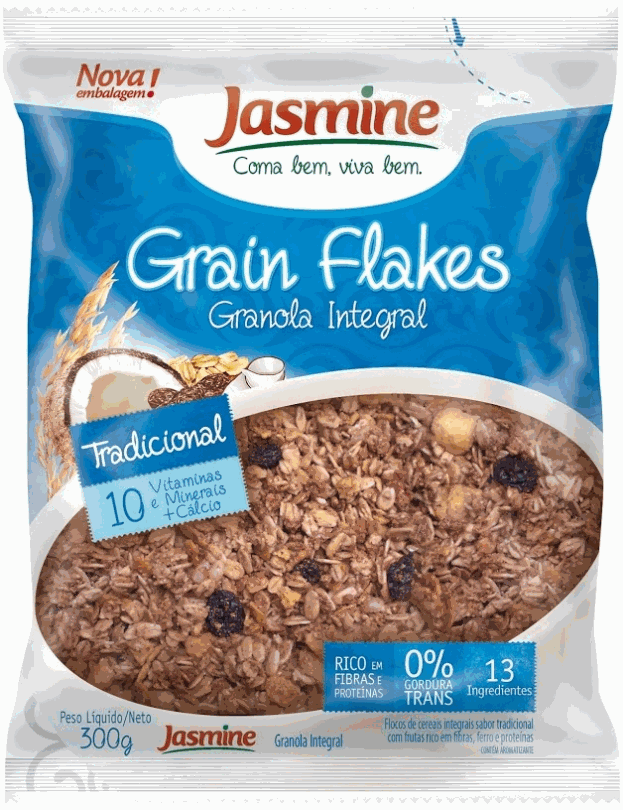 Nova!
embalagem!
Jasmine
Coma bem, viva bem.
Grain Flakes
Granola Integral
Tradicional
10 Vitaminas
e Minerais
+Cálcio
RICO EM
FIBRAS E
PROTEÍNAS
0%
GORDURA
TRANS
13
Ingredientes
Peso Líquido/Neto
300g
Jasmine
Granola Integral
Flocos de cereais integrais sabor tradicional
com frutas rico em fibras, ferro e proteínas
CONTÉM AROMATIZANTE